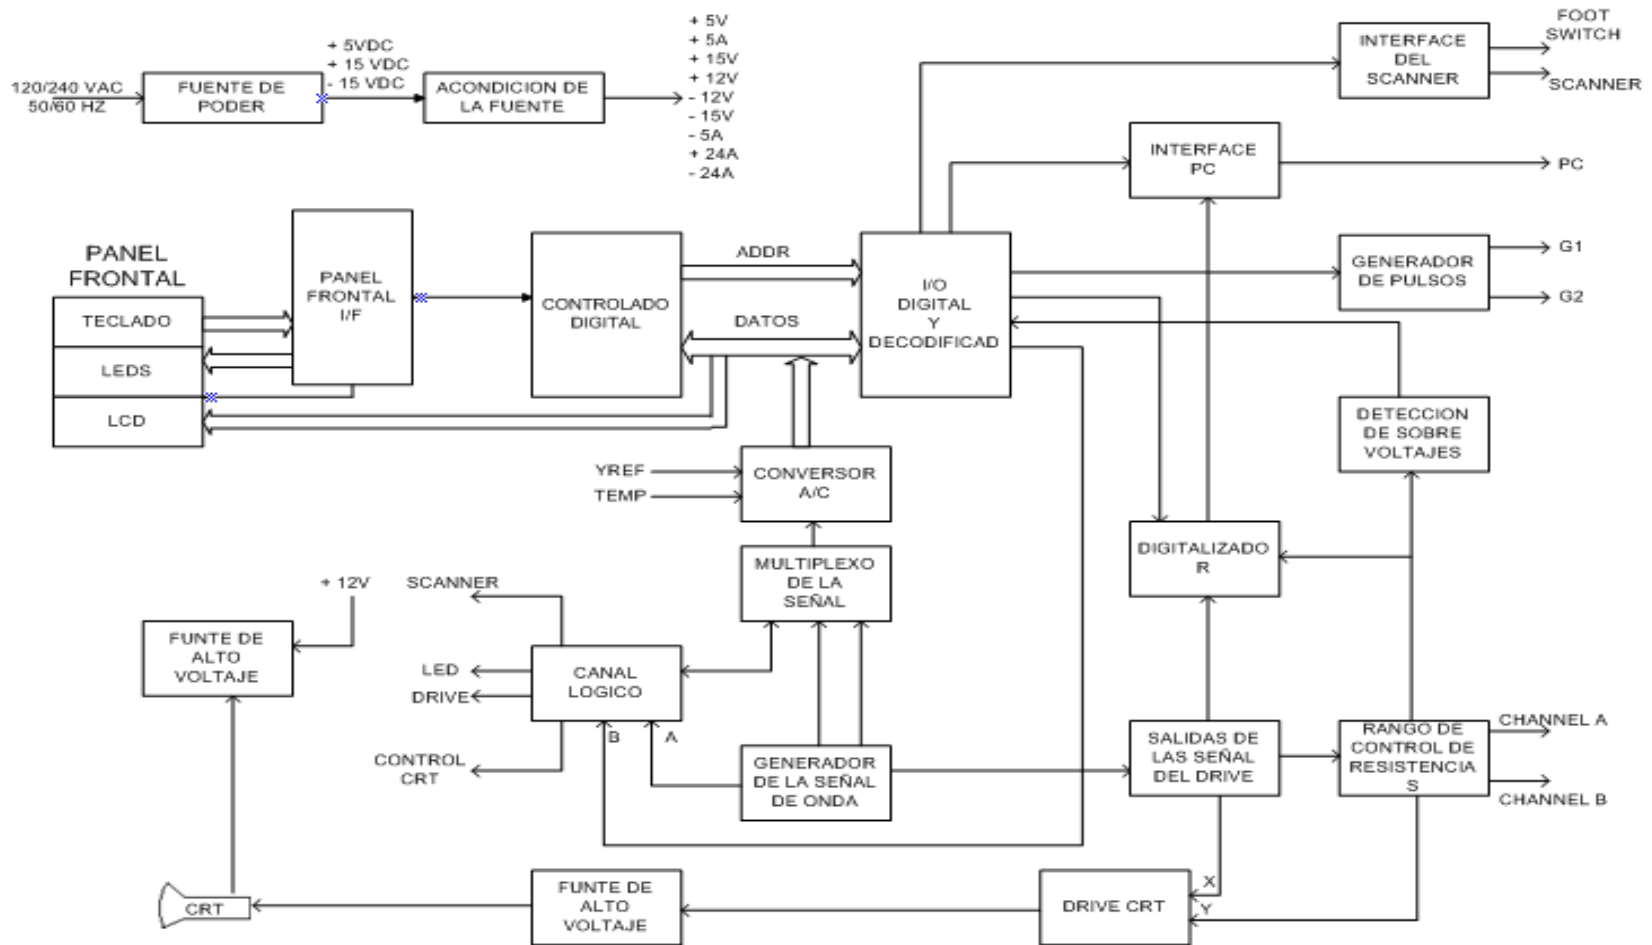 120/240 VAC
50/60 HZ
FUENTE DE
PODER
+ 5VDC
+ 15 VDC
- 15 VDC
ACONDICION DE
LA FUENTE
+ 5V
+ 5A
+ 15V
+ 12V
- 12V
- 15V
- 5A
+ 24A
- 24A
INTERFACE
DEL
SCANNER
FOOT
SWITCH
SCANNER
INTERFACE
PC
PC
PANEL
FRONTAL
TECLADO
LEDS
LCD
PANEL
FRONTAL
I/F
CONTROLADO
DIGITAL
ADDR
DATOS
I/O
DIGITAL
Y
DECODIFICAD
GENERADOR
DE PULSOS
G1
G2
DETECCION
DE SOBRE
VOLTAJES
YREF
TEMP
CONVERSOR
A/C
DIGITALIZADO
R
MULTIPLEXO
DE LA
SEÑAL
+ 12V
FUNTE DE
ALTO
VOLTAJE
SCANNER
LED
DRIVE
CONTROL
CRT
CANAL
LOGICO
B
A
GENERADOR
DE LA SEÑAL
DE ONDA
SALIDAS DE
LAS SEÑAL
DEL DRIVE
RANGO DE
CONTROL DE
RESISTENCIA
S
CHANNEL A
CHANNEL B
CRT
FUNTE DE
ALTO
VOLTAJE
DRIVE CRT
X
Y